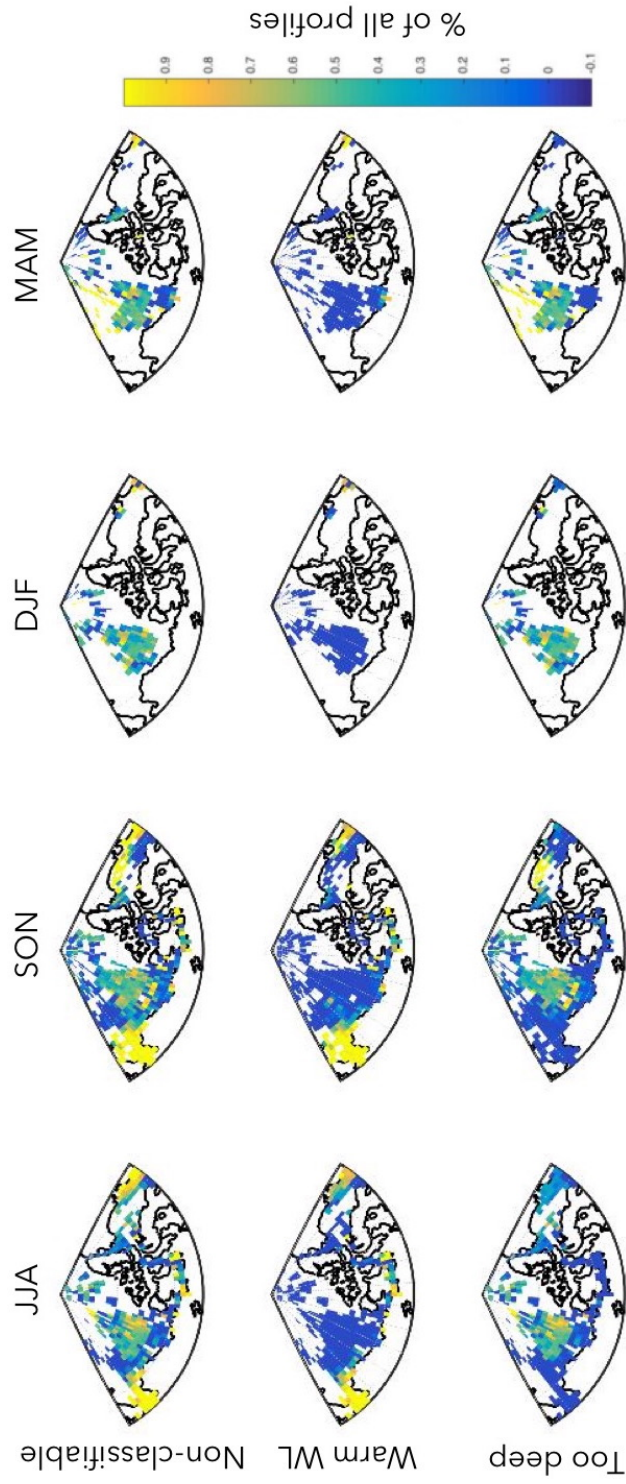 JJA
SON
DJF
MAM
Non-classifiable
Warm WL
Too deep
% of all profiles
0.9
0.8
0.7
0.6
0.5
0.4
0.3
0.2
0.1
0
-0.1